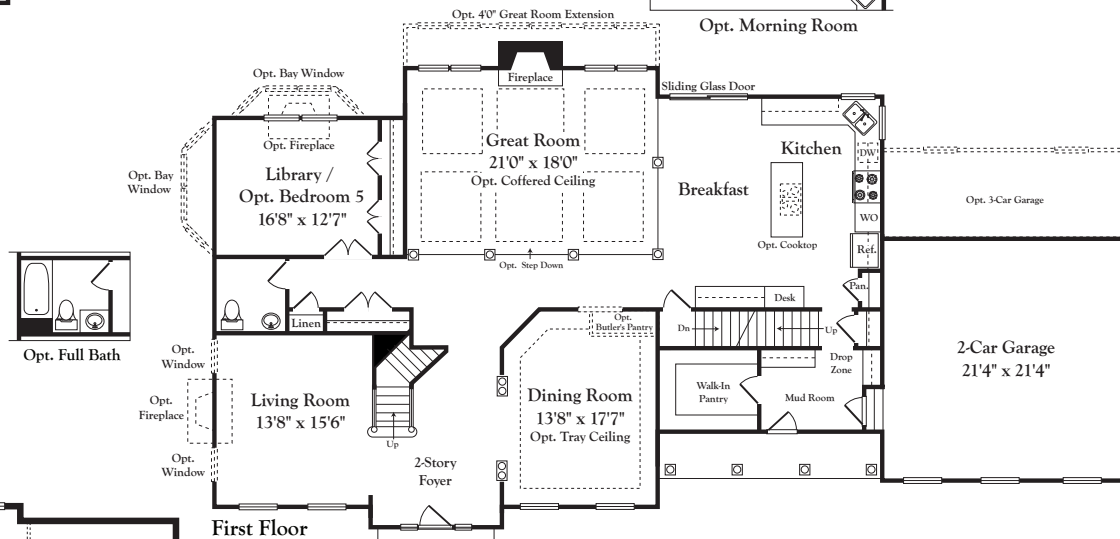 Opt. 4'0" Great Room Extension
Opt. Morning Room
Opt. Bay Window
Fireplace
Sliding Glass Door
Opt. Fireplace
Great Room
21'0" x 18'0"
Opt. Coffered Ceiling
Kitchen
DW
Opt. Bay
Window
Library /
Opt. Bedroom 5
16'8" x 12'7"
Breakfast
WO
Opt. 3-Car Garage
Opt. Cooktop
Ref.
Opt. Step Down
Pan.
Desk
Linen
Opt.
Butler's Pantry
Dn
Up
Opt. Full Bath
Opt.
Window
2-Car Garage
21'4" x 21'4"
Drop
Zone
Opt.
Fireplace
Living Room
13'8" x 15'6"
Dining Room
13'8" x 17'7"
Opt. Tray Ceiling
Walk-In
Pantry
Mud Room
Up
Opt.
Window
2-Story
Foyer
First Floor